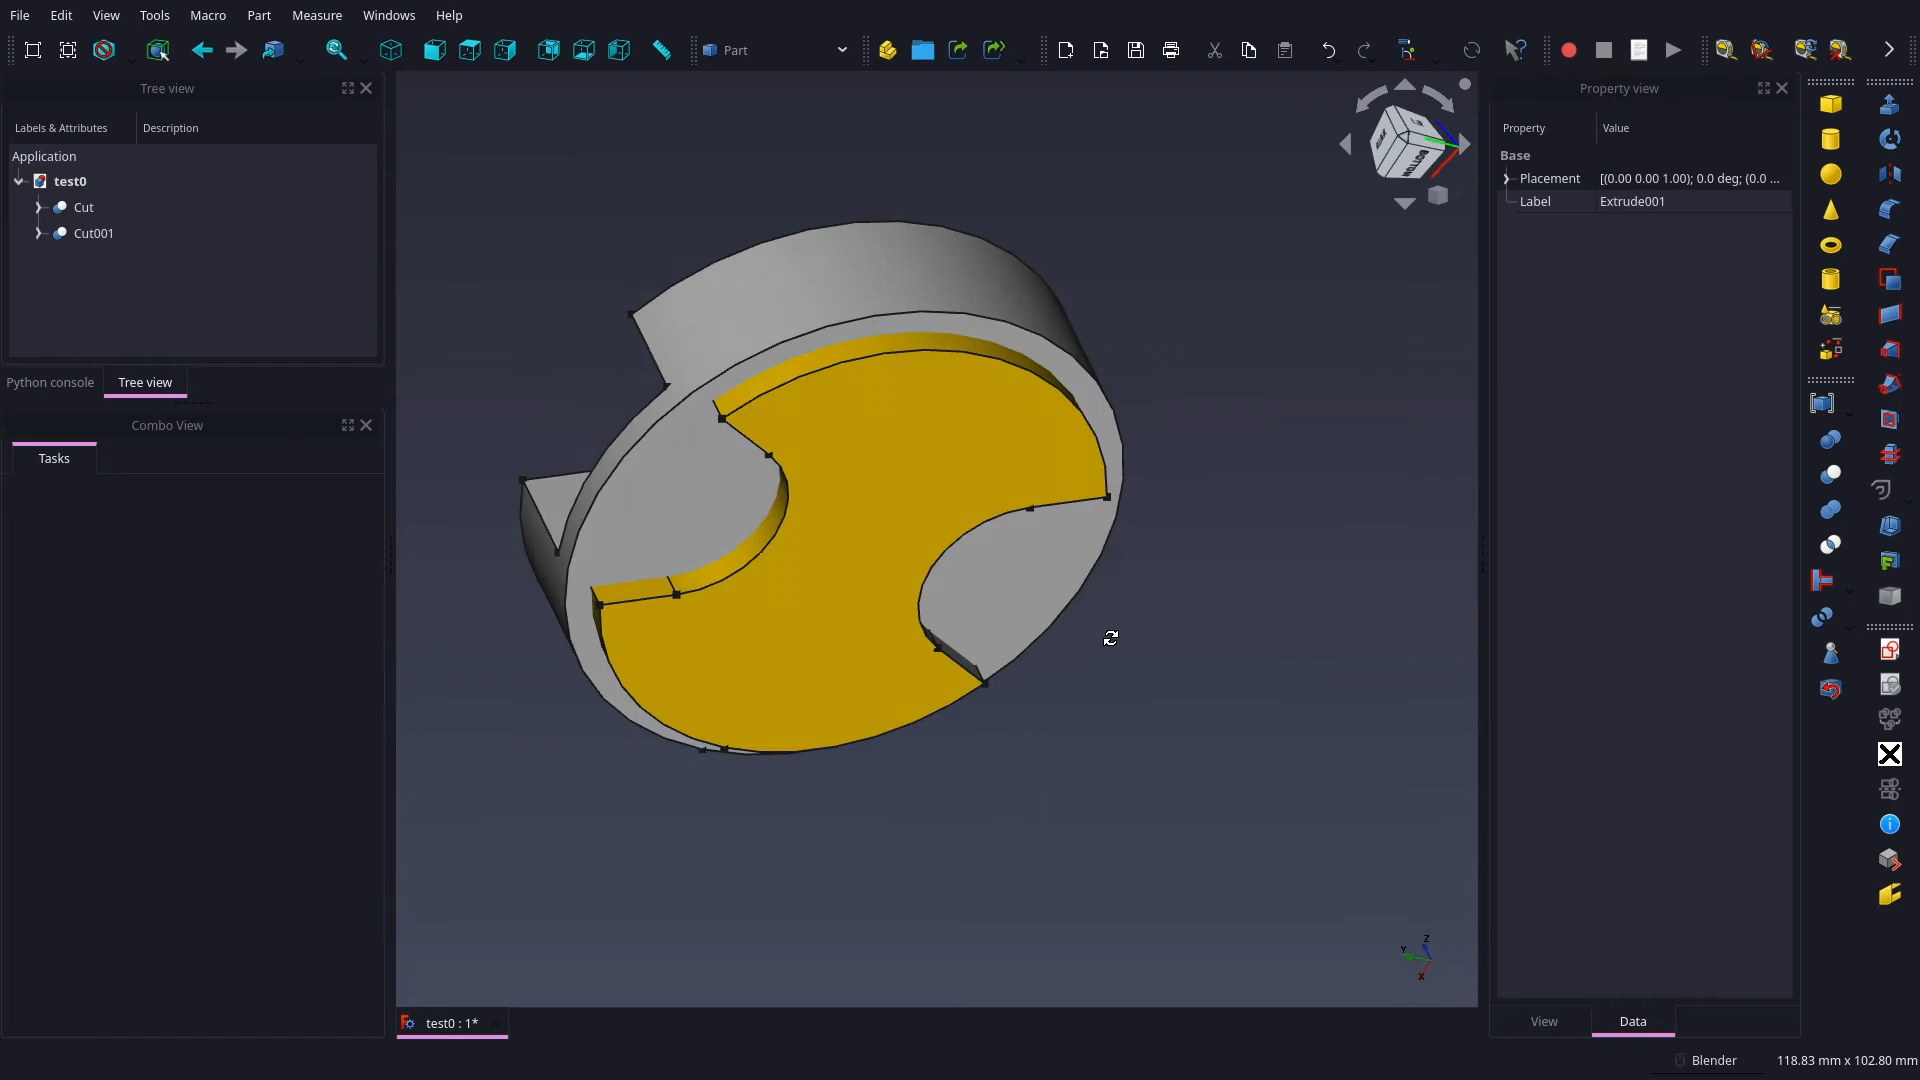 File Edit View Tools Macro Part Measure Windows Help
Part
Tree view
Labels & Attributes Description
Application
test0
Cut
Cut001
Python console Tree view
Combo View
Tasks
BOTTOM
Z
Y
X
test0 : 1*
Property view
Property Value
Base
Placement [(0.00 0.00 1.00); 0.0 deg; (0.0 ...
Label Extrude001
View Data
Blender 118.83 mm x 102.80 mm